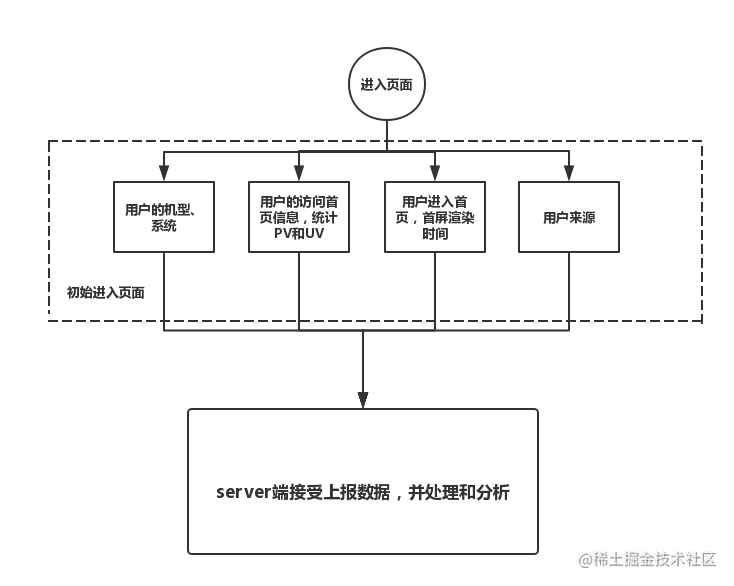 进入页面
用户的机型、
系统
用户的访问首
页信息，统计
PV和UV
用户进入首
页，首屏渲染
时间
用户来源
初始进入页面
server端接受上报数据，并处理和分析
@稀土掘金技术社区